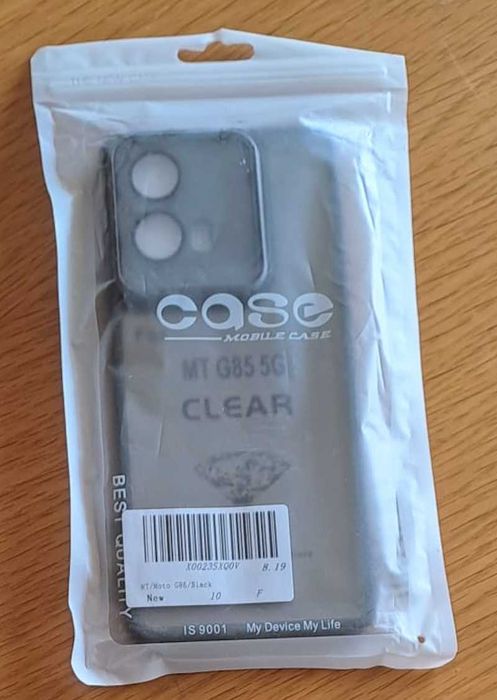 case
MOBILE CASE
MT G85 5G
CLEAR
BEST QUALITY
X00235XQ0V 8.19
MT/Moto G85/Black
New 10 F
IS 9001 My Device My Life